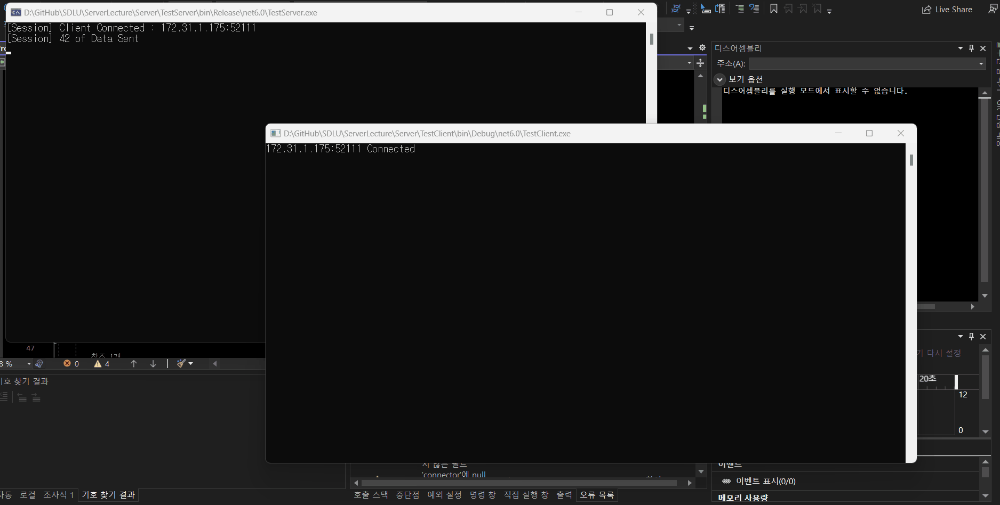 D:\GitHub\SDLU\ServerLecture\Server\TestServer\bin\Release\net6.0\TestServer.exe
Live Share
[Session] Client Connected : 172.31.1.175:52111
[Session] 42 of Data Sent
디스어셈블리
주소(A):
보기 옵션
디스어셈블리를 실행 모드에서 표시할 수 없습니다.
D:\GitHub\SDLU\ServerLecture\Server\TestClient\bin\Debug\net6.0\TestClient.exe
172.31.1.175:52111 Connected
47
참조 1개
8 %
0
4
다시 설정
기호 찾기 결과
20초
12
0
지 않은 필드
'connector'에 null
이벤트
이벤트 표시(0/0)
자동 로컬 조사식 1 기호 찾기 결과
호출 스택 중단점 예외 설정 명령 창 직접 실행 창 출력 오류 목록
메모리 사용량